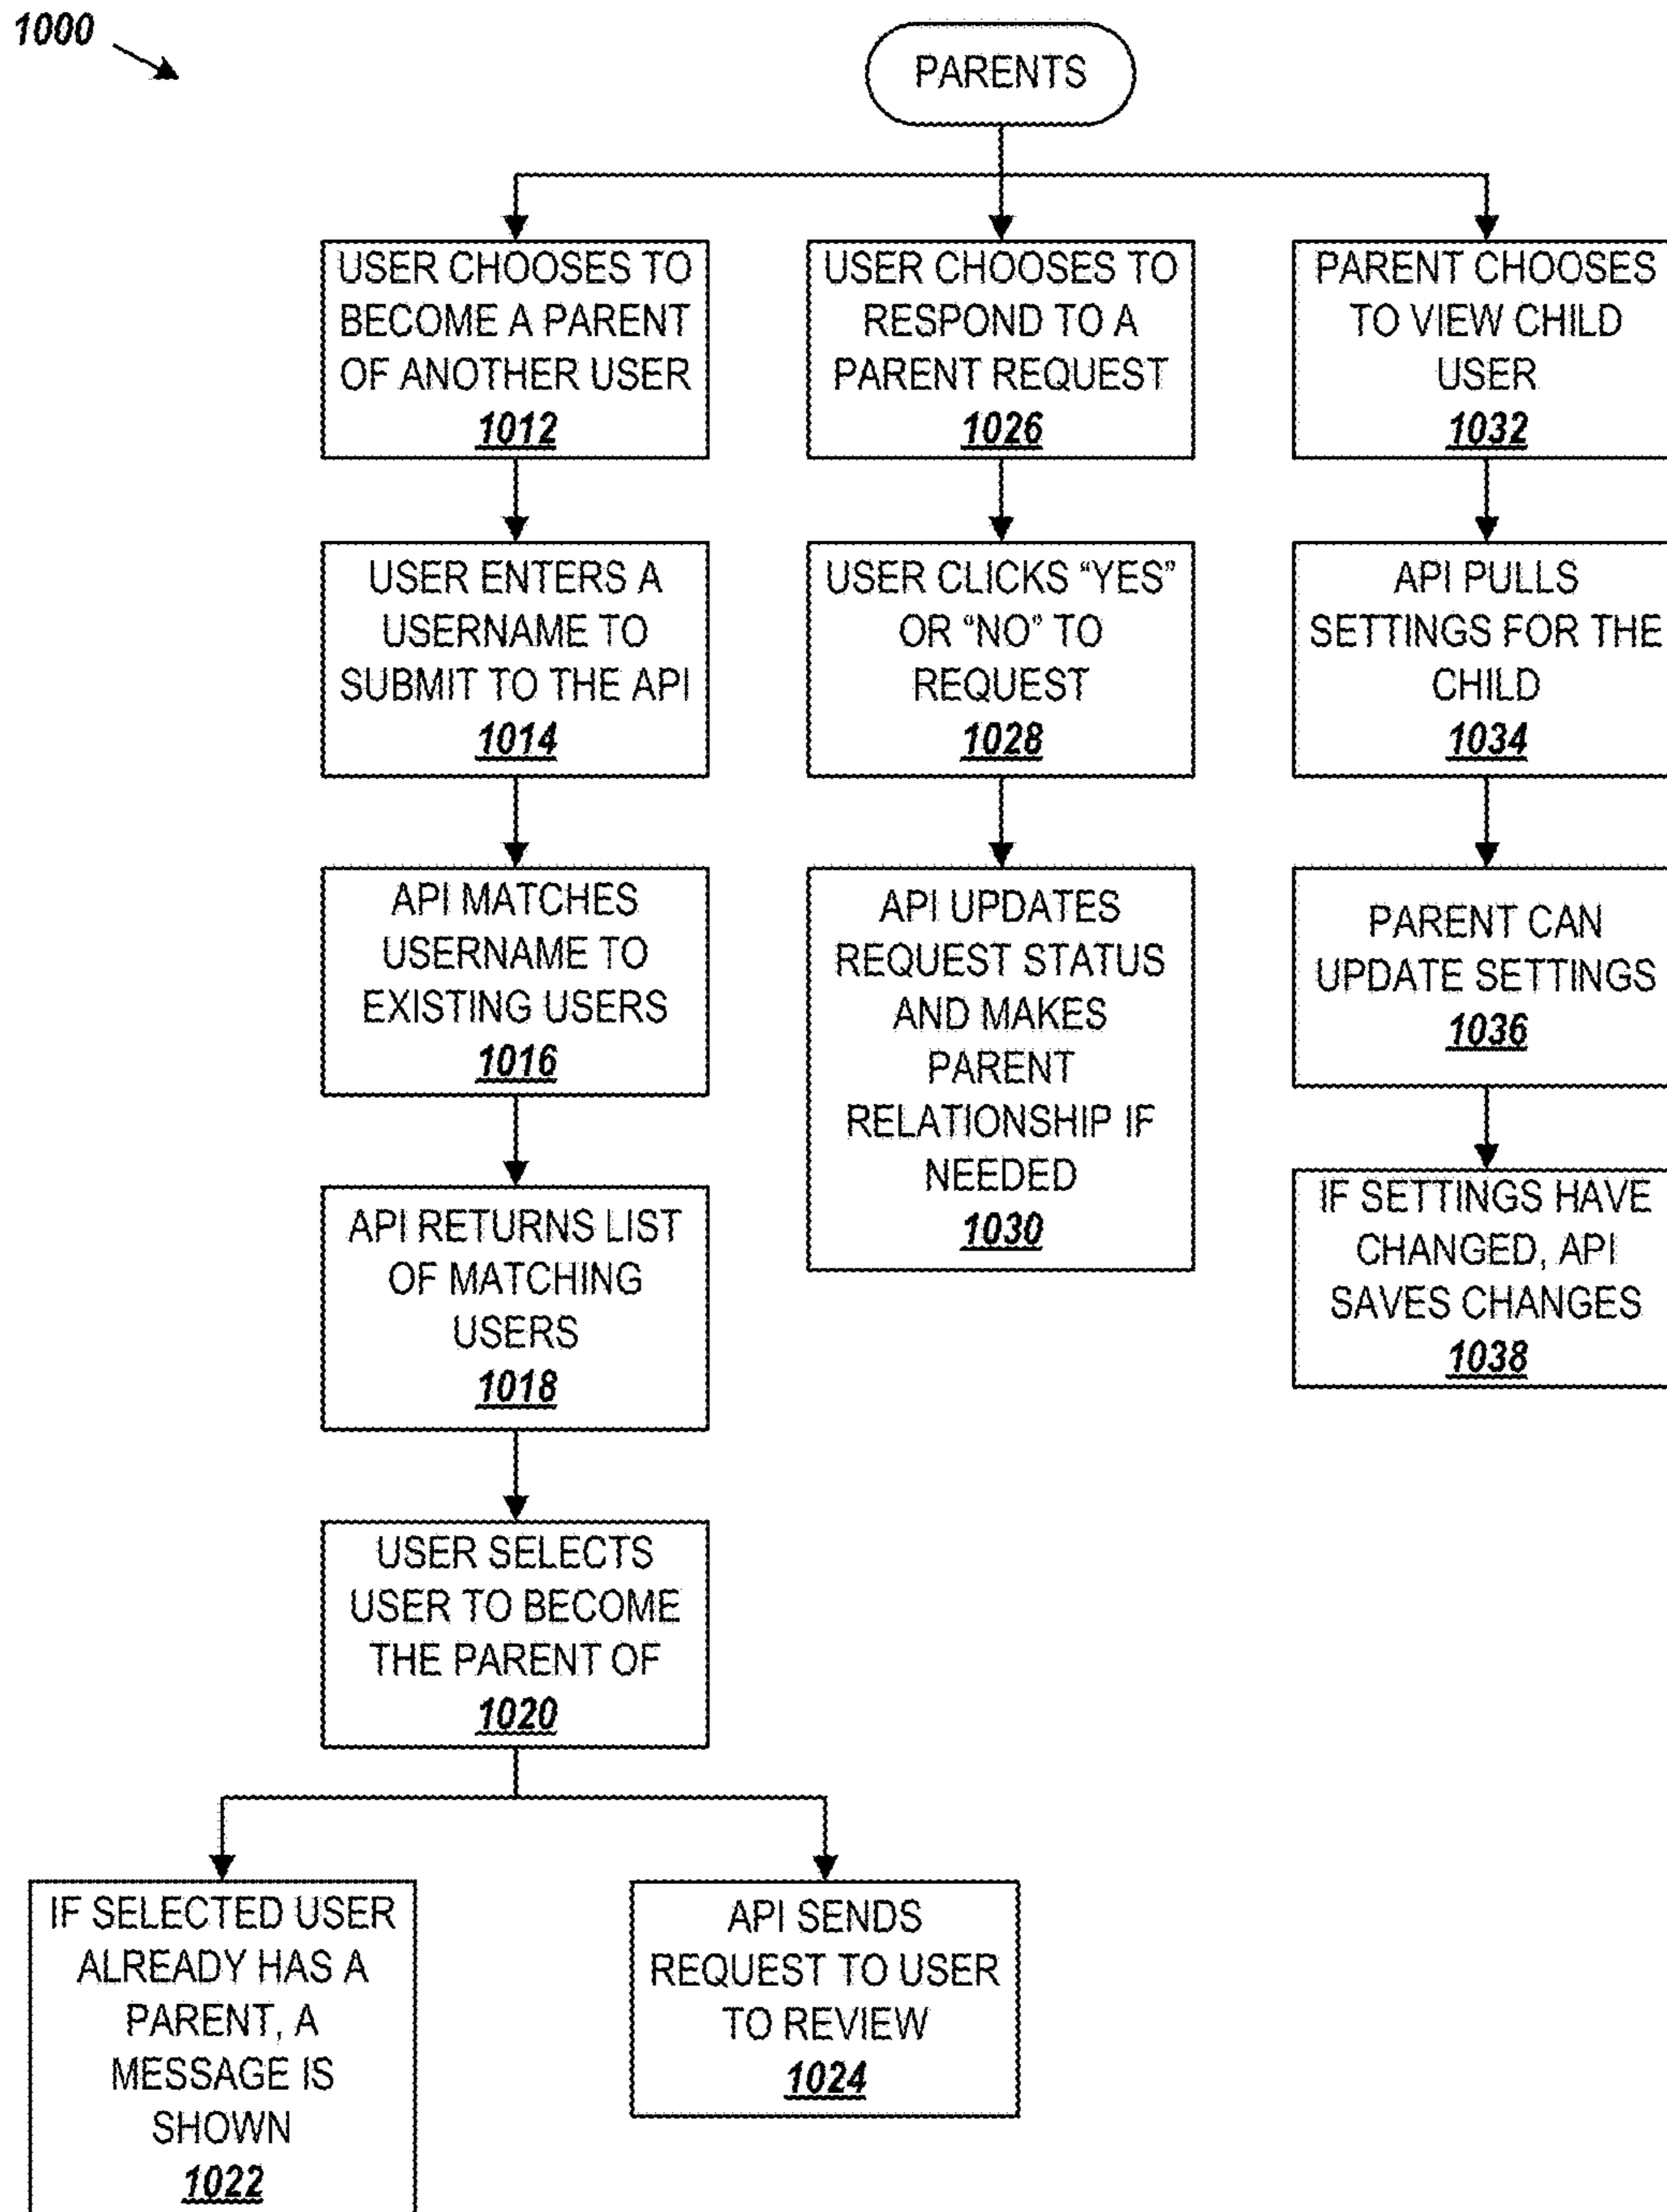 1000
PARENTS
USER CHOOSES TO
BECOME A PARENT
OF ANOTHER USER
1012
USER ENTERS A
USERNAME TO
SUBMIT TO THE API
1014
API MATCHES
USERNAME TO
EXISTING USERS
1016
API RETURNS LIST
OF MATCHING
USERS
1018
USER SELECTS
USER TO BECOME
THE PARENT OF
1020
IF SELECTED USER
ALREADY HAS A
PARENT, A
MESSAGE IS
SHOWN
1022
API SENDS
REQUEST TO USER
TO REVIEW
1024
USER CHOOSES TO
RESPOND TO A
PARENT REQUEST
1026
USER CLICKS “YES”
OR “NO” TO
REQUEST
1028
API UPDATES
REQUEST STATUS
AND MAKES
PARENT
RELATIONSHIP IF
NEEDED
1030
PARENT CHOOSES
TO VIEW CHILD
USER
1032
API PULLS
SETTINGS FOR THE
CHILD
1034
PARENT CAN
UPDATE SETTINGS
1036
IF SETTINGS HAVE
CHANGED, API
SAVES CHANGES
1038